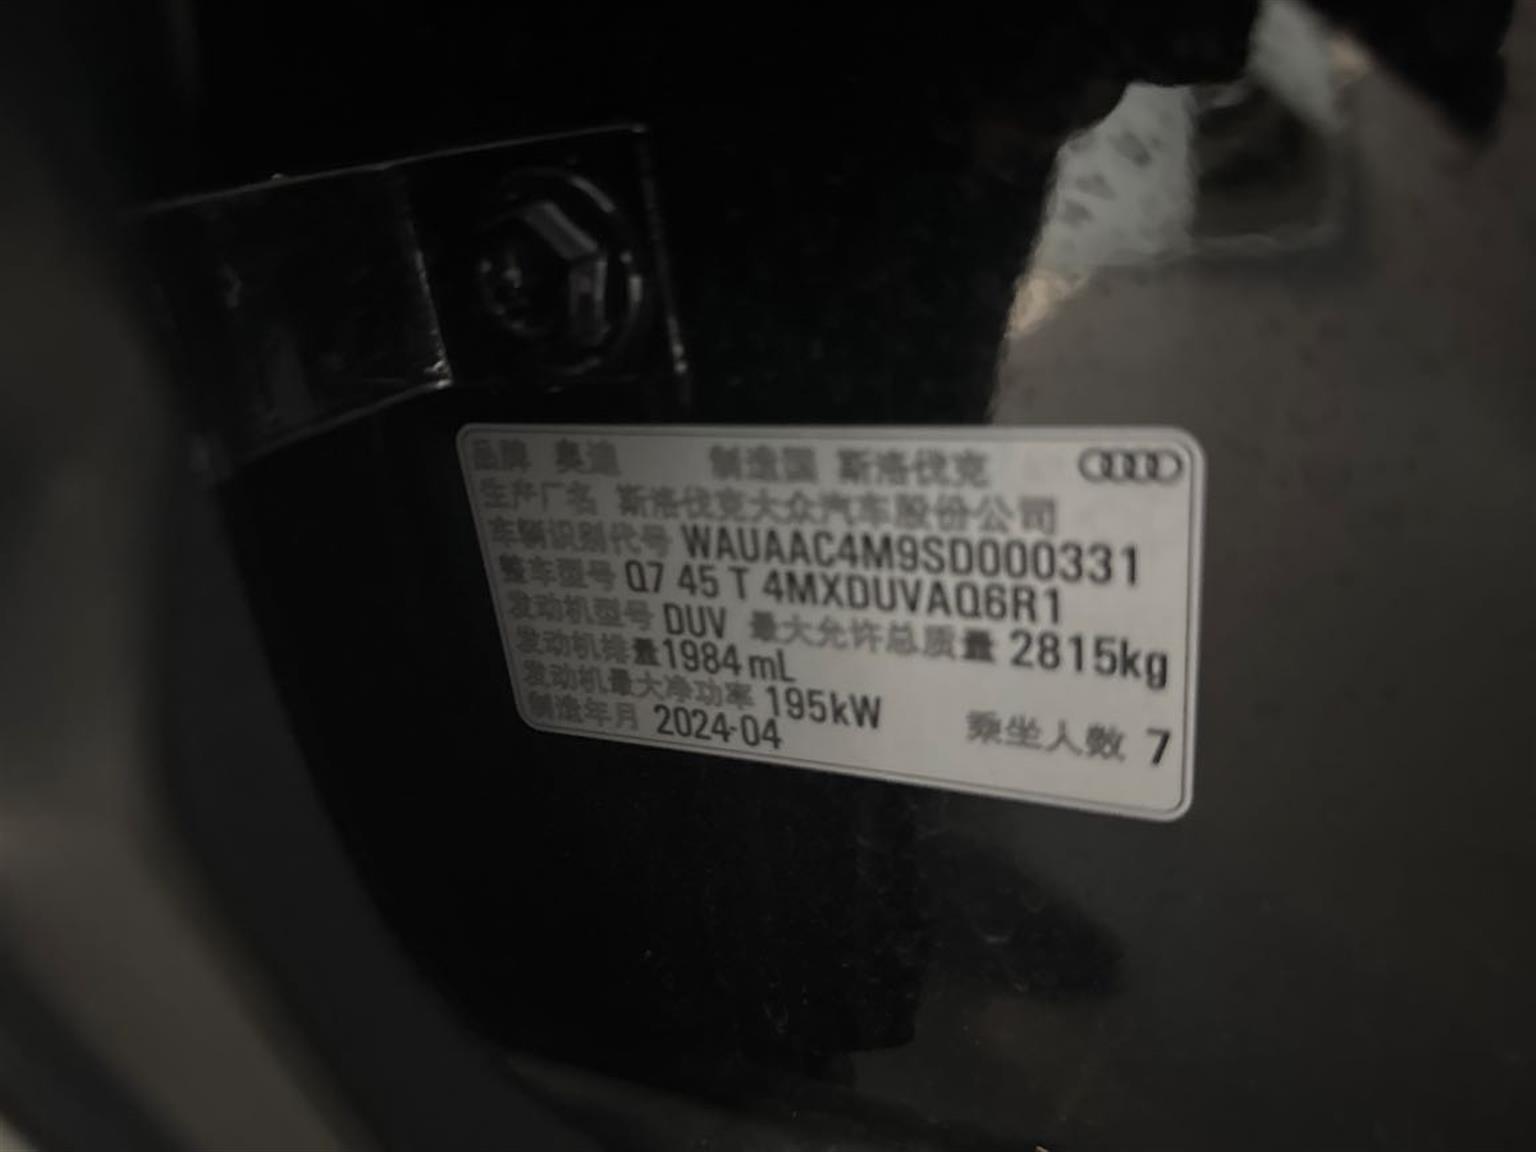 品牌 奥迪 制造国 斯洛伐克
生产厂名 斯洛伐克大众汽车股份公司
车辆识别代号 WAUAAC4M9SD000331
整车型号 Q7 45 T 4MXDUVAQ6R1
发动机型号 DUV 最大允许总质量 2815kg
发动机排量 1984 mL
发动机最大净功率 195kW
制造年月 2024-04 乘坐人数 7